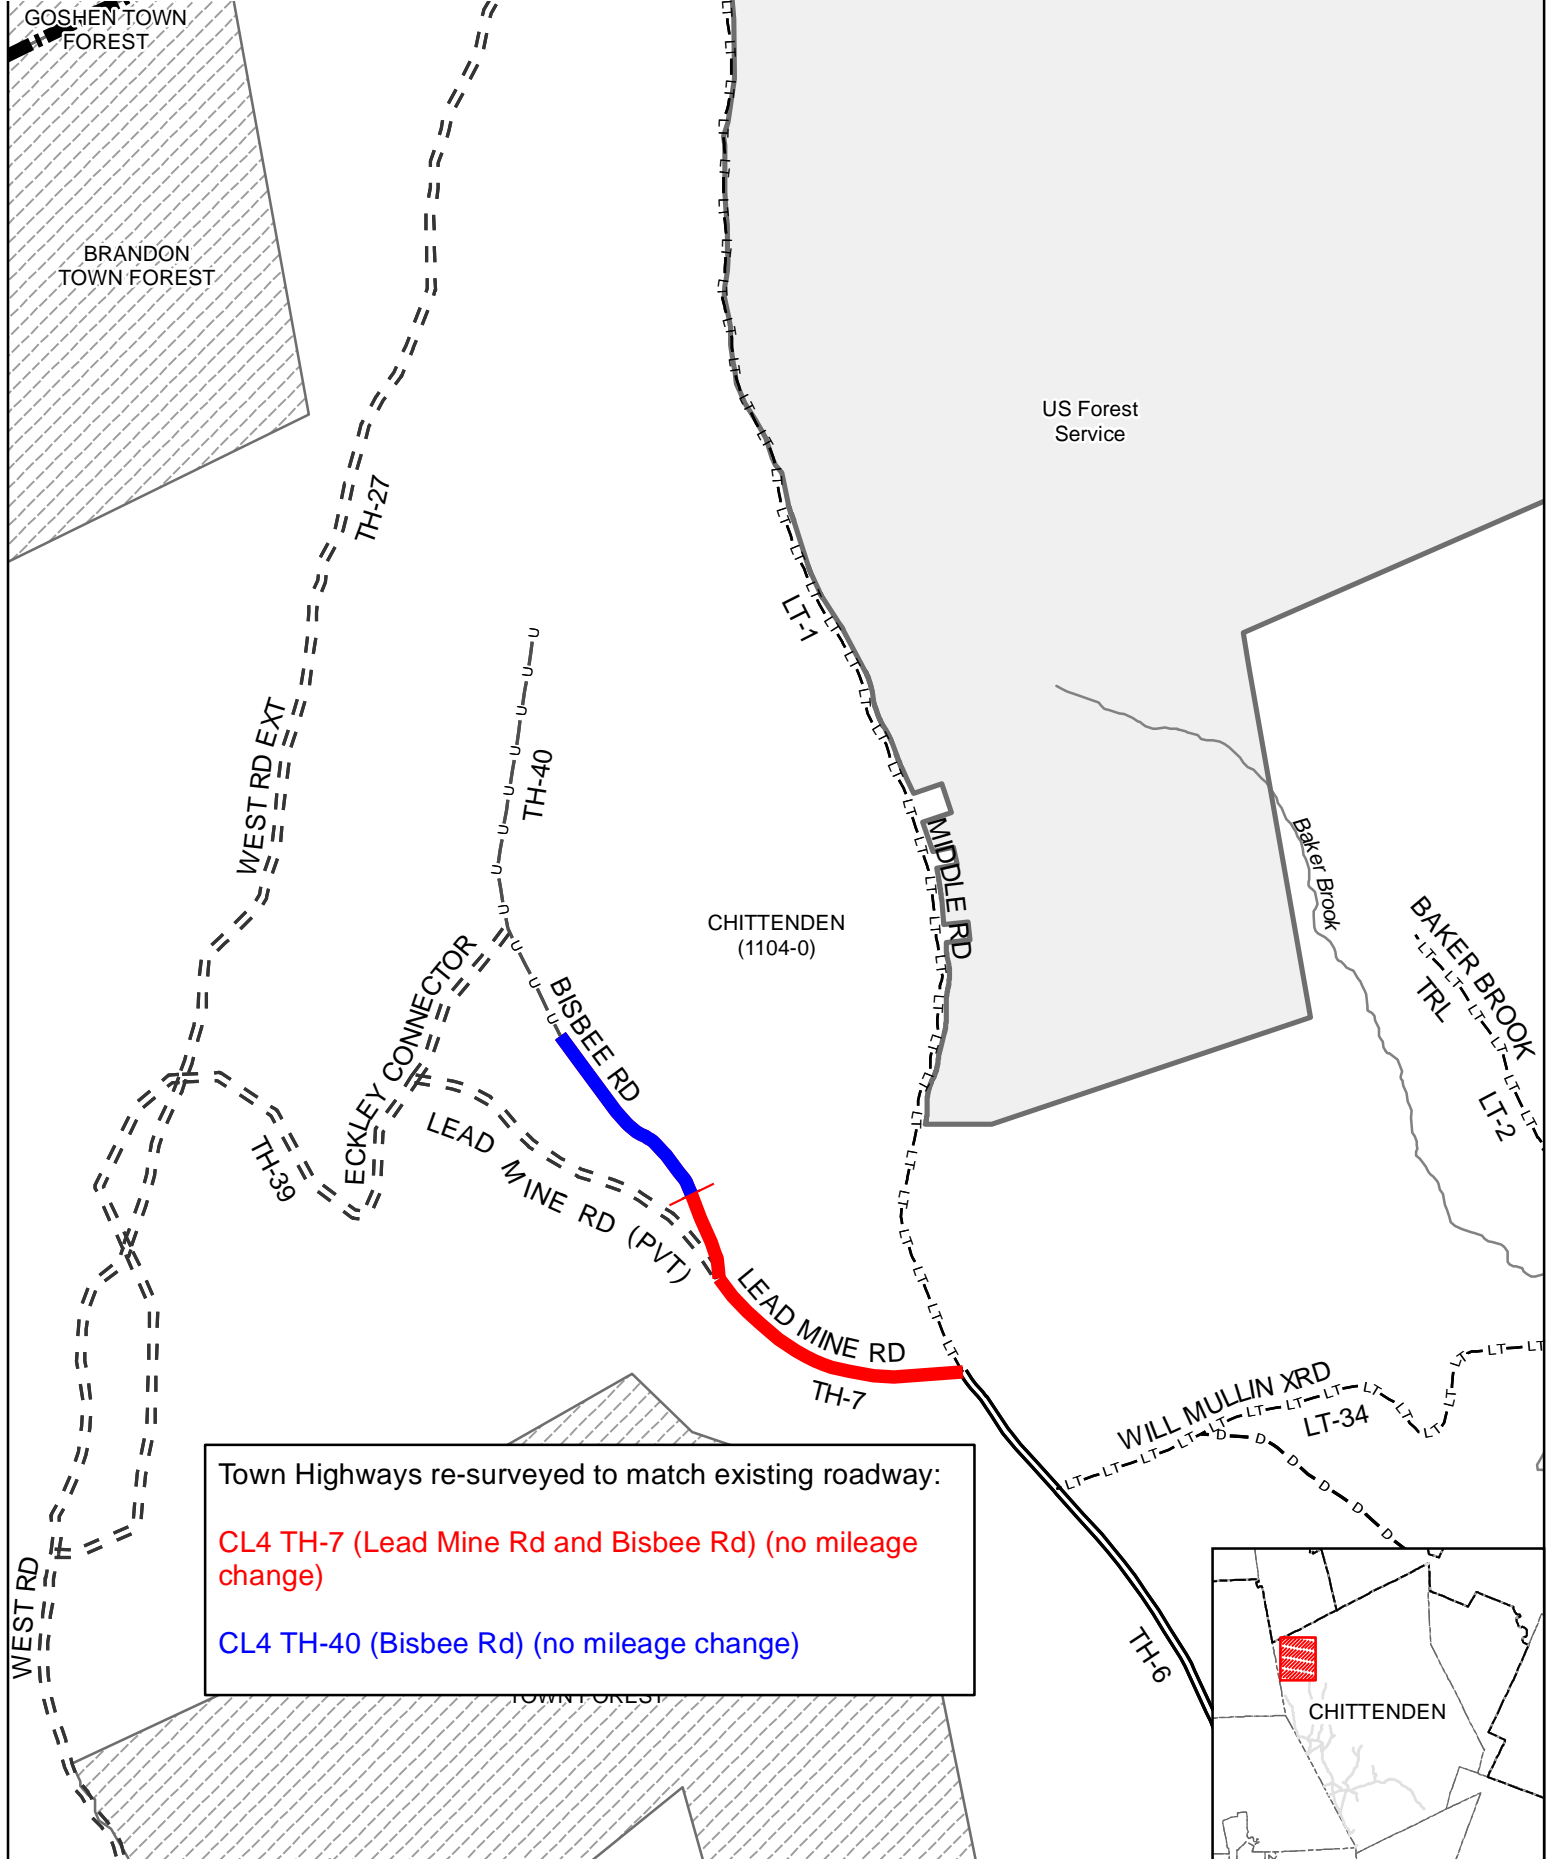 GOSHEN TOWN
FOREST
BRANDON
TOWN FOREST
TH-27
US Forest
Service
LT-1
WEST RD EXT
TH-40
MIDDLE RD
Baker Brook
CHITTENDEN
(1104-0)
BAKER BROOK
TRL
LT-2
ECKLEY CONNECTOR
BISBEE RD
TH-39
LEAD MINE RD (PVT)
LEAD MINE RD
TH-7
WILL MULLIN XRD
LT-34
Town Highways re-surveyed to match existing roadway:
CL4 TH-7 (Lead Mine Rd and Bisbee Rd) (no mileage
change)
CL4 TH-40 (Bisbee Rd) (no mileage change)
WEST RD
TOWN FOREST
TH-6
CHITTENDEN